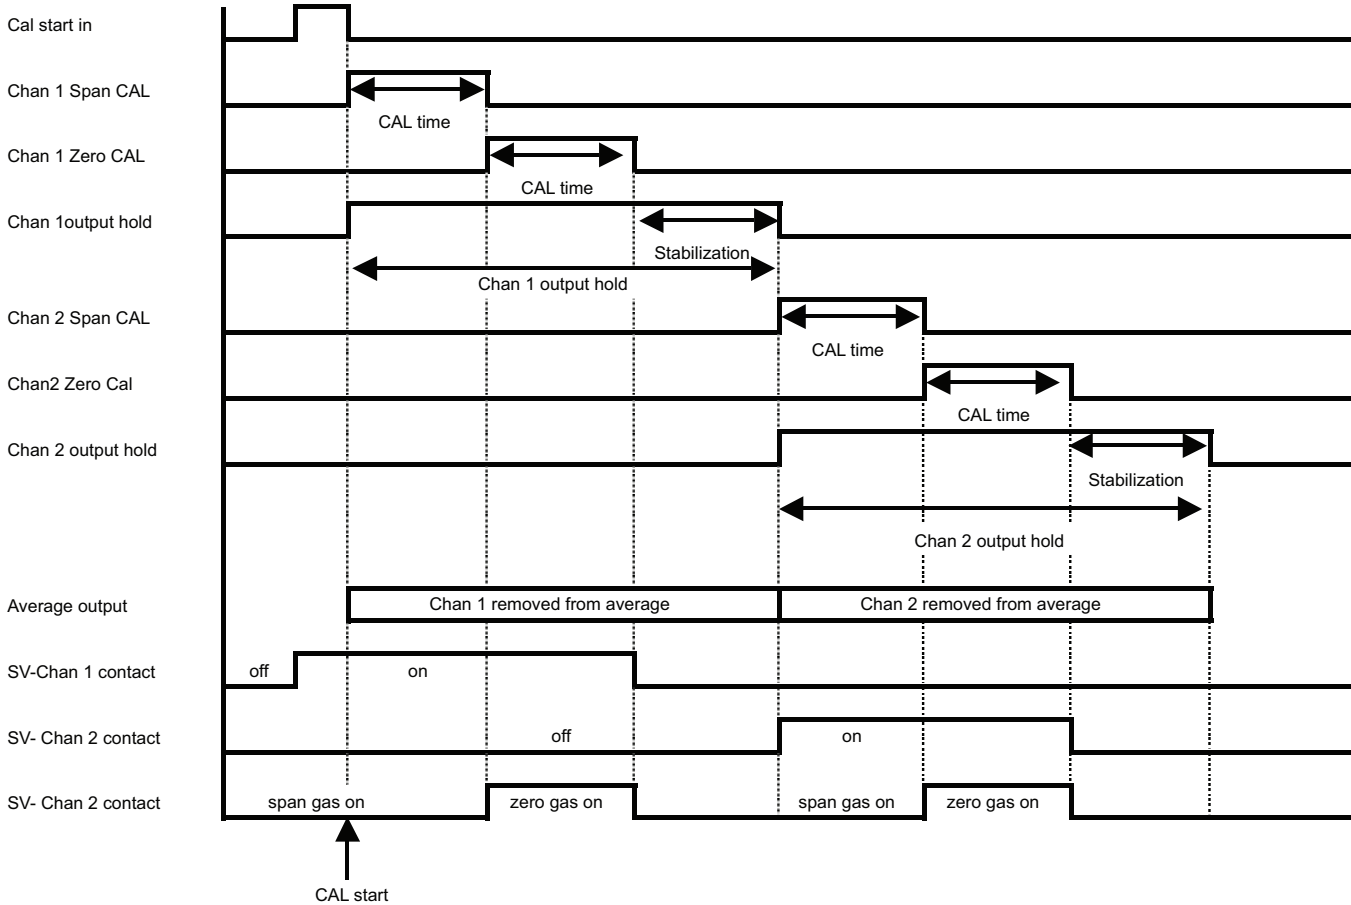 Cal start in
Chan 1 Span CAL
CAL time
Chan 1 Zero CAL
CAL time
Chan 1output hold
Stabilization
Chan 1 output hold
Chan 2 Span CAL
CAL time
Chan2 Zero Cal
CAL time
Chan 2 output hold
Stabilization
Chan 2 output hold
Average output
Chan 1 removed from average
Chan 2 removed from average
SV-Chan 1 contact
off
on
SV- Chan 2 contact
off
on
SV- Chan 2 contact
span gas on
zero gas on
span gas on
zero gas on
CAL start